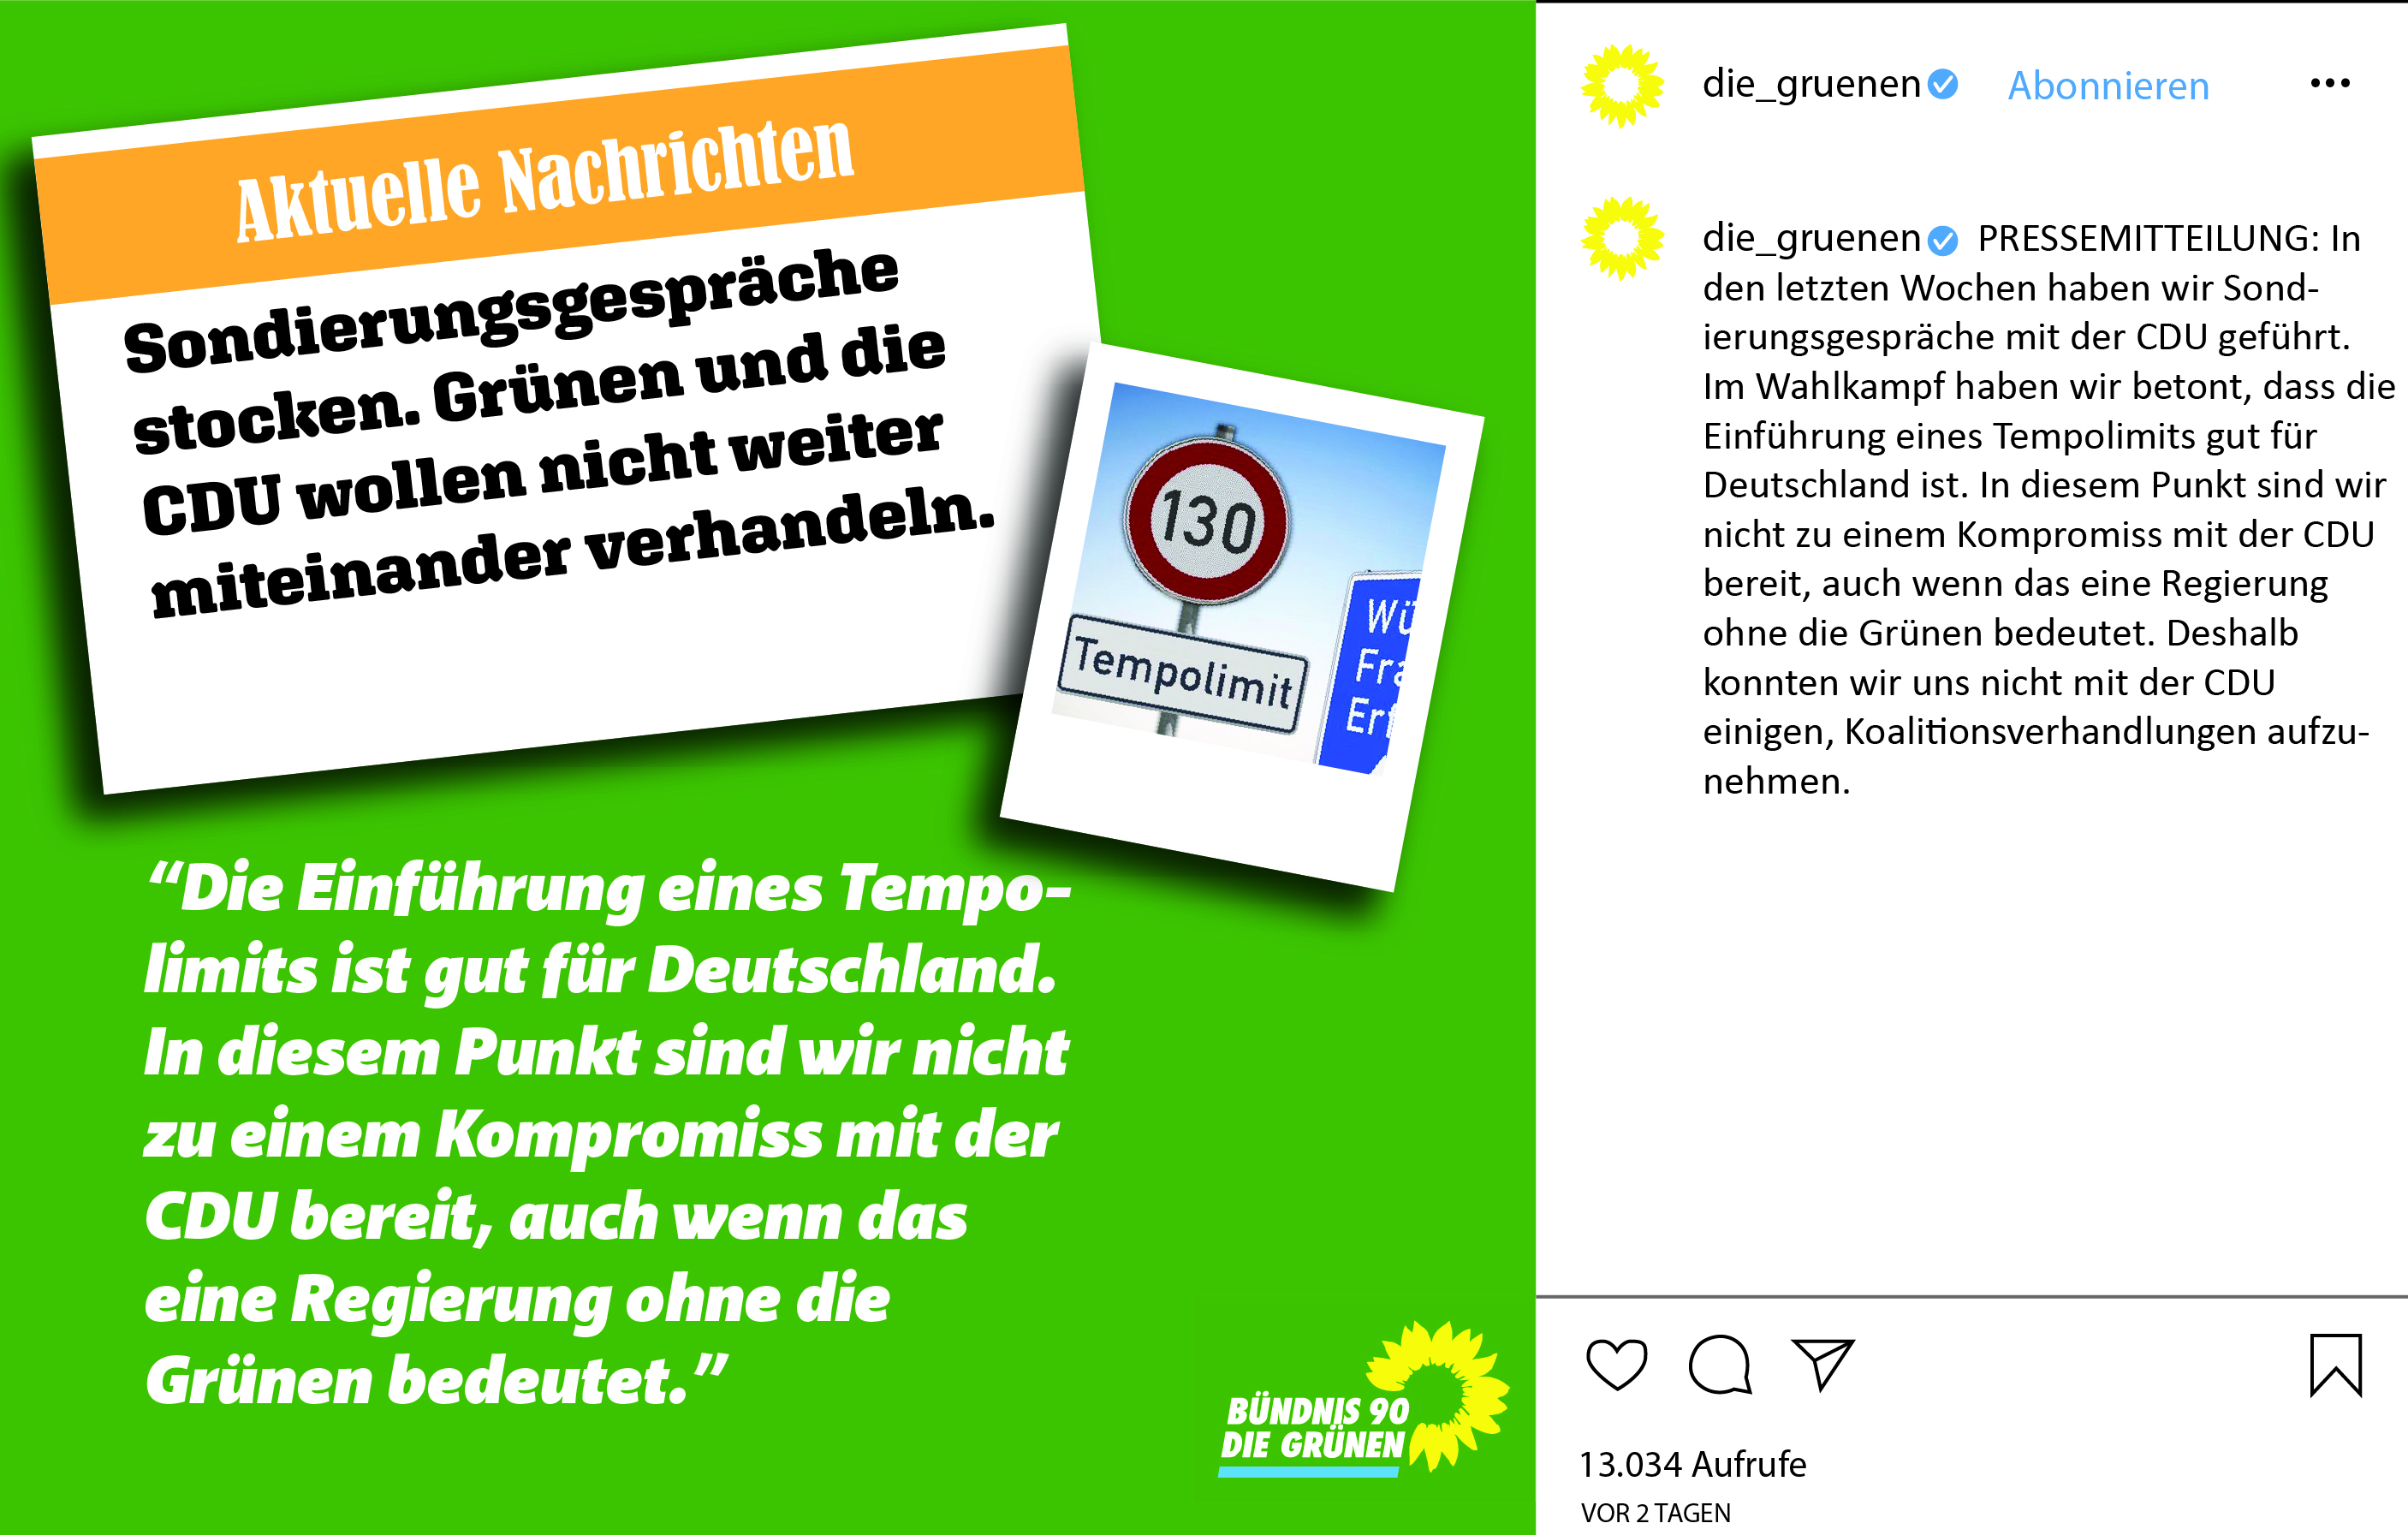 Aktuelle Nachrichten
Sondierungsgespräche
stocken. Grünen und die
CDU wollen nicht weiter
miteinander verhandeln.
130
Tempolimit
“Die Einführung eines Tempo-
limits ist gut für Deutschland.
In diesem Punkt sind wir nicht
zu einem Kompromiss mit der
CDU bereit, auch wenn das
eine Regierung ohne die
Grünen bedeutet.”
BÜNDNIS 90
DIE GRÜNEN
die_gruenen Abonnieren
die_gruenen PRESSEMITTEILUNG: In
den letzten Wochen haben wir Sond-
ierungsgespräche mit der CDU geführt.
Im Wahlkampf haben wir betont, dass die
Einführung eines Tempolimits gut für
Deutschland ist. In diesem Punkt sind wir
nicht zu einem Kompromiss mit der CDU
bereit, auch wenn das eine Regierung
ohne die Grünen bedeutet. Deshalb
konnten wir uns nicht mit der CDU
einigen, Koalitionsverhandlungen aufzu-
nehmen.
13.034 Aufrufe
VOR 2 TAGEN